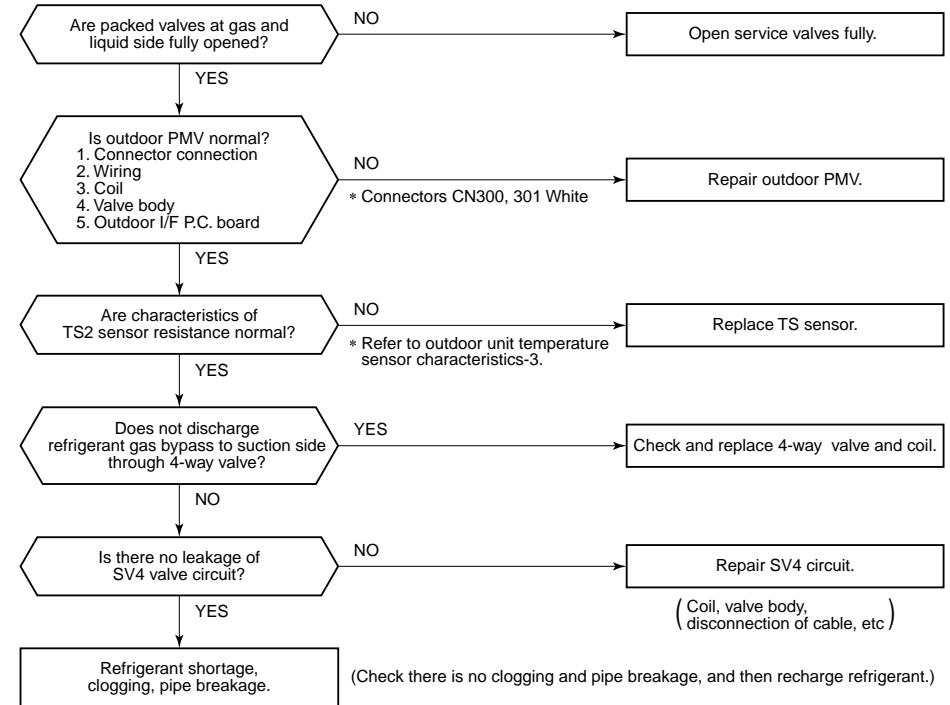 Are packed valves at gas and
liquid side fully opened?
NO
Open service valves fully.
YES
Is outdoor PMV normal?
1. Connector connection
2. Wiring
3. Coil
4. Valve body
5. Outdoor I/F P.C. board
NO
* Connectors CN300, 301 White
Repair outdoor PMV.
YES
Are characteristics of
TS2 sensor resistance normal?
NO
* Refer to outdoor unit temperature
sensor characteristics-3.
Replace TS sensor.
YES
Does not discharge
refrigerant gas bypass to suction side
through 4-way valve?
YES
Check and replace 4-way valve and coil.
NO
Is there no leakage of
SV4 valve circuit?
NO
Repair SV4 circuit.
(Coil, valve body,
disconnection of cable, etc)
YES
Refrigerant shortage,
clogging, pipe breakage.
(Check there is no clogging and pipe breakage, and then recharge refrigerant.)